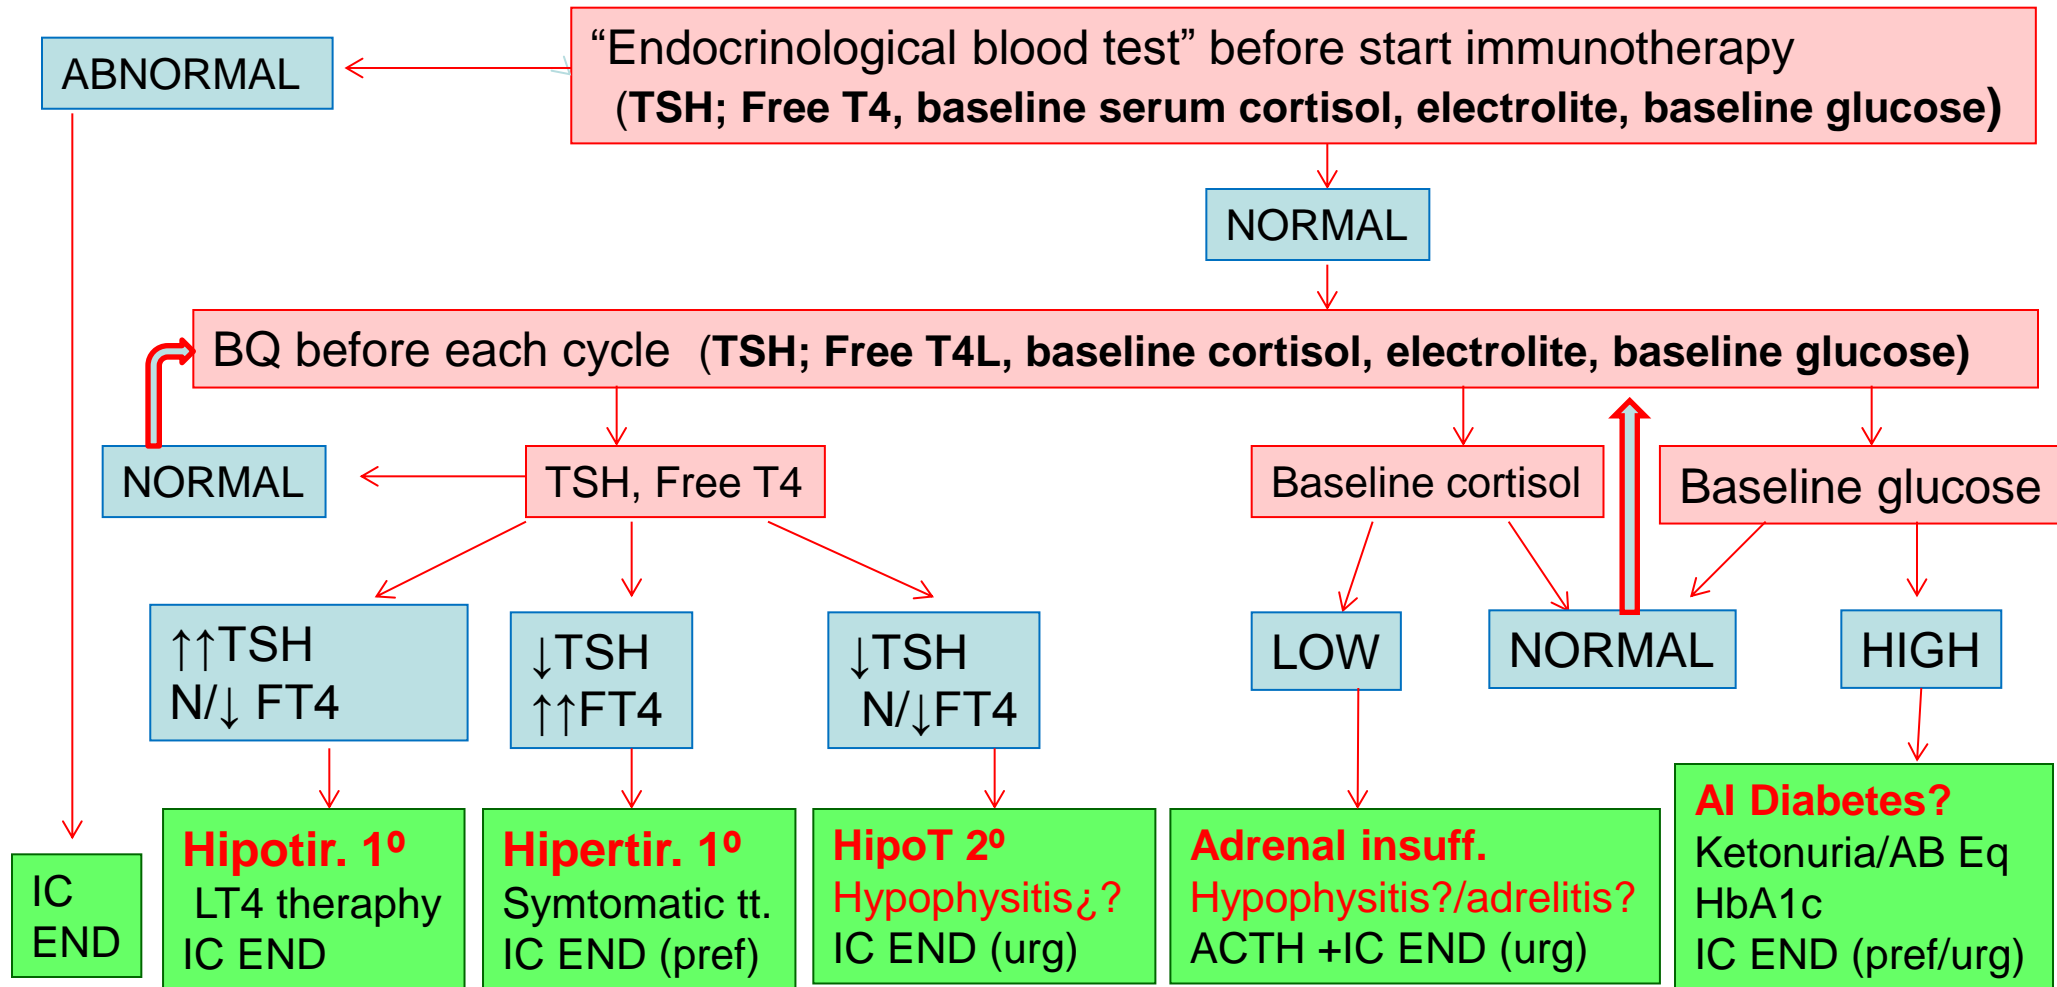 “Endocrinological blood test” before start immunotherapy
(TSH; Free T4, baseline serum cortisol, electrolite, baseline glucose)
ABNORMAL
NORMAL
BQ before each cycle (TSH; Free T4L, baseline cortisol, electrolite, baseline glucose)
NORMAL
TSH, Free T4
Baseline cortisol
Baseline glucose
↑↑TSH
N/↓ FT4
↓TSH
↑↑FT4
↓TSH
N/↓FT4
LOW
NORMAL
HIGH
IC
END
Hipotir. 1º
LT4 theraphy
IC END
Hipertir. 1º
Symtomatic tt.
IC END (pref)
HipoT 2º
Hypophysitis¿?
IC END (urg)
Adrenal insuff.
Hypophysitis?/adrelitis?
ACTH +IC END (urg)
AI Diabetes?
Ketonuria/AB Eq
HbA1c
IC END (pref/urg)